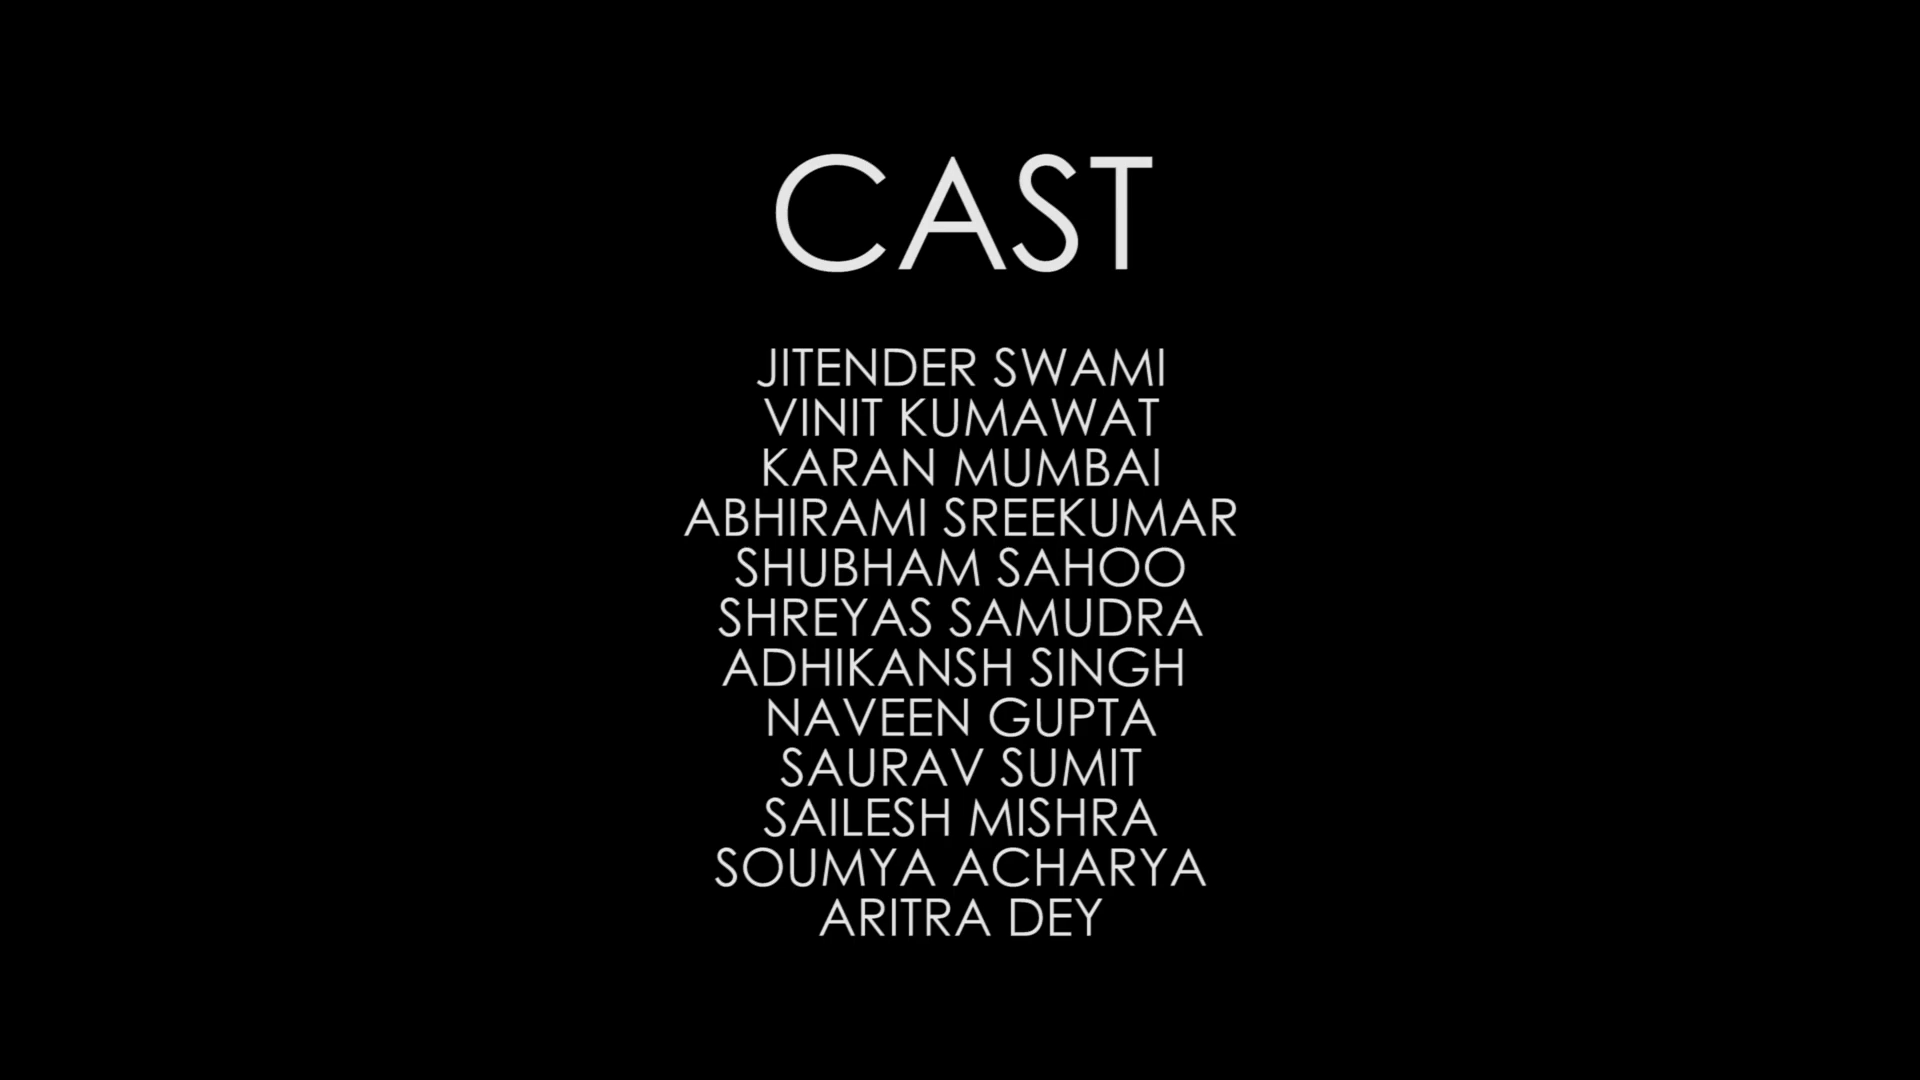 CAST
JITENDER SWAMI
VINIT KUMAWAT
KARAN MUMBAI
ABHIRAMI SREEKUMAR
SHUBHAM SAHOO
SHREYAS SAMUDRA
ADHIKANSH SINGH
NAVEEN GUPTA
SAURAV SUMIT
SAILESH MISHRA
SOUMYA ACHARYA
ARITRA DEY